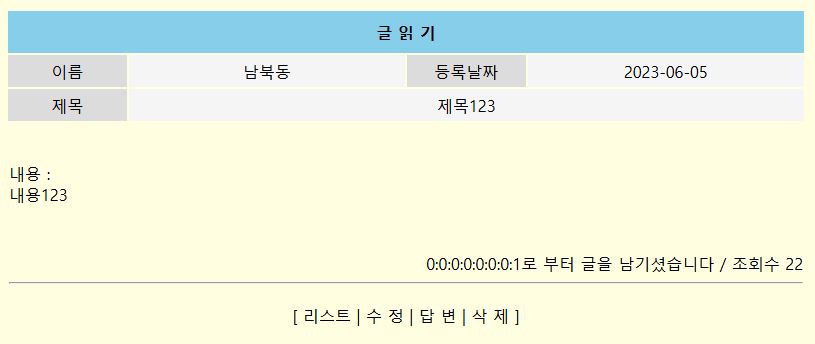 글 읽 기
이름 남북동 등록날짜 2023-06-05
제목 제목123
내용 :
내용123
0:0:0:0:0:0:0:1로 부터 글을 남기셨습니다 / 조회수 22
[ 리스트 | 수 정 | 답 변 | 삭 제 ]